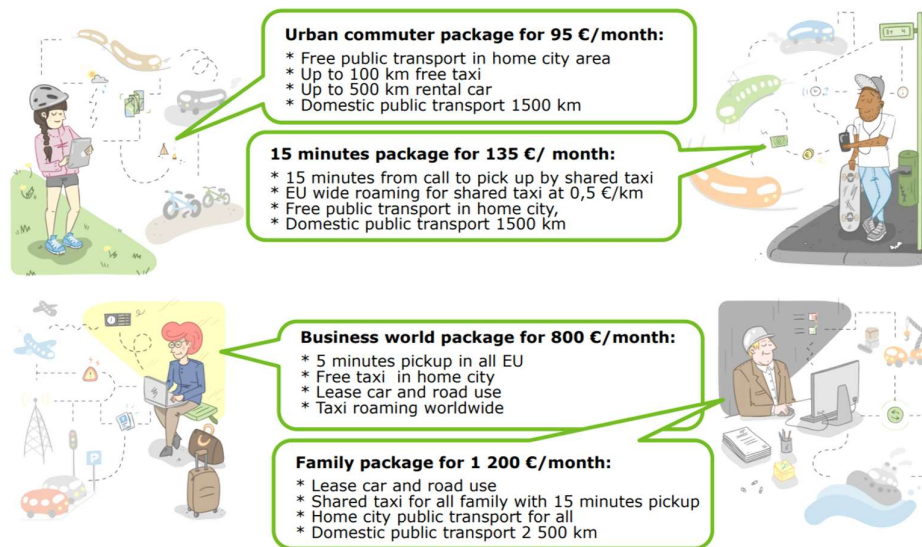 Urban commuter package for 95 €/month:
* Free public transport in home city area
* Up to 100 km free taxi
* Up to 500 km rental car
* Domestic public transport 1500 km
15 minutes package for 135 €/ month:
* 15 minutes from call to pick up by shared taxi
* EU wide roaming for shared taxi at 0,5 €/km
* Free public transport in home city,
* Domestic public transport 1500 km
Business world package for 800 €/month:
* 5 minutes pickup in all EU
* Free taxi in home city
* Lease car and road use
* Taxi roaming worldwide
Family package for 1 200 €/month:
* Lease car and road use
* Shared taxi for all family with 15 minutes pickup
* Home city public transport for all
* Domestic public transport 2 500 km